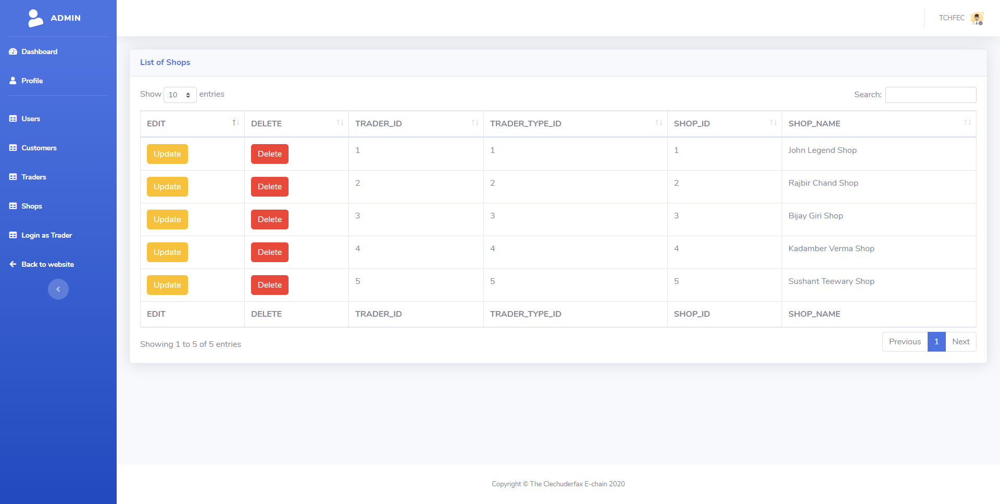 ADMIN
TCHFEC
Dashboard
Profile
Users
Customers
Traders
Shops
Login as Trader
Back to website
List of Shops
Show 10 entries
Search:
EDIT DELETE TRADER_ID TRADER_TYPE_ID SHOP_ID SHOP_NAME
Update Delete 1 1 1 John Legend Shop
Update Delete 2 2 2 Rajbir Chand Shop
Update Delete 3 3 3 Bijay Giri Shop
Update Delete 4 4 4 Kadamber Verma Shop
Update Delete 5 5 5 Sushant Teewary Shop
EDIT DELETE TRADER_ID TRADER_TYPE_ID SHOP_ID SHOP_NAME
Showing 1 to 5 of 5 entries
Previous 1 Next
Copyright © The Clechuderfax E-chain 2020